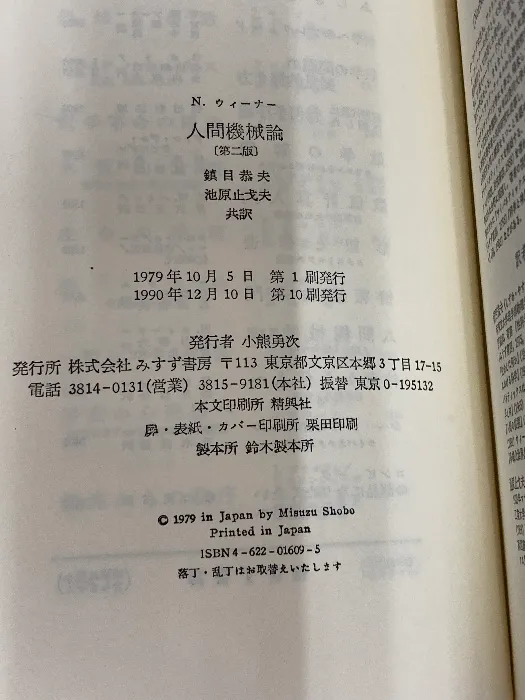 N. ウィーナー
人間機械論
〔第二版〕
鎮目恭夫
池原止戈夫
共訳
1979年10月5日 第1刷発行
1990年12月10日 第10刷発行
発行者 小熊勇次
発行所 株式会社 みすず書房 〒113 東京都文京区本郷3丁目17-15
電話 3814-0131(営業) 3815-9181(本社) 振替 東京0-195132
本文印刷所 精興社
扉・表紙・カバー印刷所 栗田印刷
製本所 鈴木製本所
© 1979 in Japan by Misuzu Shobo
Printed in Japan
ISBN4-622-01609-5
落丁・乱丁はお取替えいたします